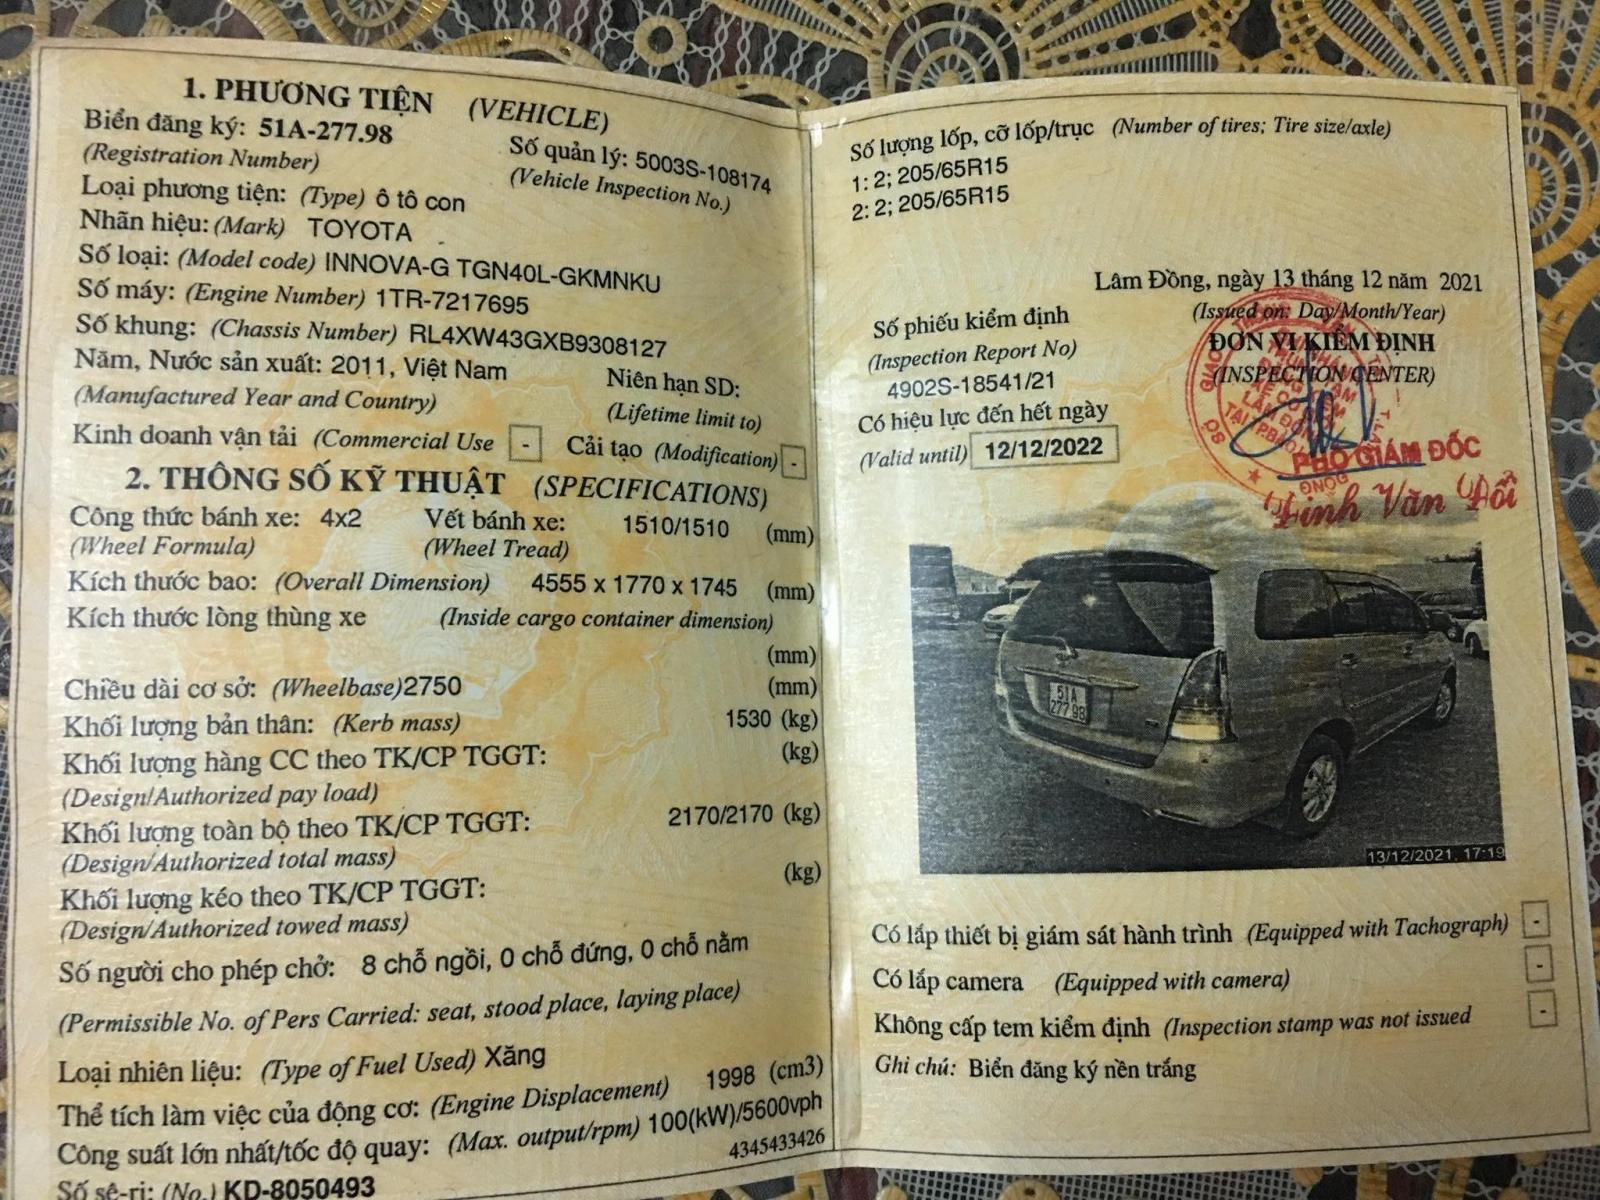 1. PHƯƠNG TIỆN (VEHICLE)
Biển đăng ký: 51A-277.98
(Registration Number)
Số quản lý: 5003S-108174
(Vehicle Inspection No.)
Loại phương tiện: (Type) ô tô con
Nhãn hiệu: (Mark) TOYOTA
Số loại: (Model code) INNOVA-G TGN40L-GKMNKU
Số máy: (Engine Number) 1TR-7217695
Số khung: (Chassis Number) RL4XW43GXB9308127
Năm, Nước sản xuất: 2011, Việt Nam
(Manufactured Year and Country)
Niên hạn SD:
(Lifetime limit to)
Kinh doanh vận tải (Commercial Use - Cải tạo (Modification) -
2. THÔNG SỐ KỸ THUẬT (SPECIFICATIONS)
Công thức bánh xe: 4x2 Vết bánh xe: 1510/1510 (mm)
(Wheel Formula) (Wheel Tread)
Kích thước bao: (Overall Dimension) 4555 x 1770 x 1745 (mm)
Kích thước lòng thùng xe (Inside cargo container dimension)
(mm)
Chiều dài cơ sở: (Wheelbase)2750 (mm)
Khối lượng bản thân: (Kerb mass) 1530 (kg)
Khối lượng hàng CC theo TK/CP TGGT: (kg)
(Design/Authorized pay load)
Khối lượng toàn bộ theo TK/CP TGGT: 2170/2170 (kg)
(Design/Authorized total mass)
Khối lượng kéo theo TK/CP TGGT: (kg)
(Design/Authorized towed mass)
Số người cho phép chở: 8 chỗ ngồi, 0 chỗ đứng, 0 chỗ nằm
(Permissible No. of Pers Carried: seat, stood place, laying place)
Loại nhiên liệu: (Type of Fuel Used) Xăng
Thể tích làm việc của động cơ: (Engine Displacement) 1998 (cm3)
Công suất lớn nhất/tốc độ quay: (Max. output/rpm) 100(kW)/5600vph
4345433426
Số sê-ri: (No.) KD-8050493
Số lượng lốp, cỡ lốp/trục (Number of tires; Tire size/axle)
1: 2; 205/65R15
2: 2; 205/65R15
Lâm Đồng, ngày 13 tháng 12 năm 2021
(Issued on: Day/Month/Year)
Số phiếu kiểm định
(Inspection Report No)
4902S-18541/21
ĐƠN VỊ KIỂM ĐỊNH
(INSPECTION CENTER)
Có hiệu lực đến hết ngày
(Valid until) 12/12/2022
PHÓ GIÁM ĐỐC
Đinh Văn Đổi
51A
277.98
13/12/2021, 17:19
Có lắp thiết bị giám sát hành trình (Equipped with Tachograph) -
Có lắp camera (Equipped with camera) -
Không cấp tem kiểm định (Inspection stamp was not issued -
Ghi chú: Biển đăng ký nền trắng